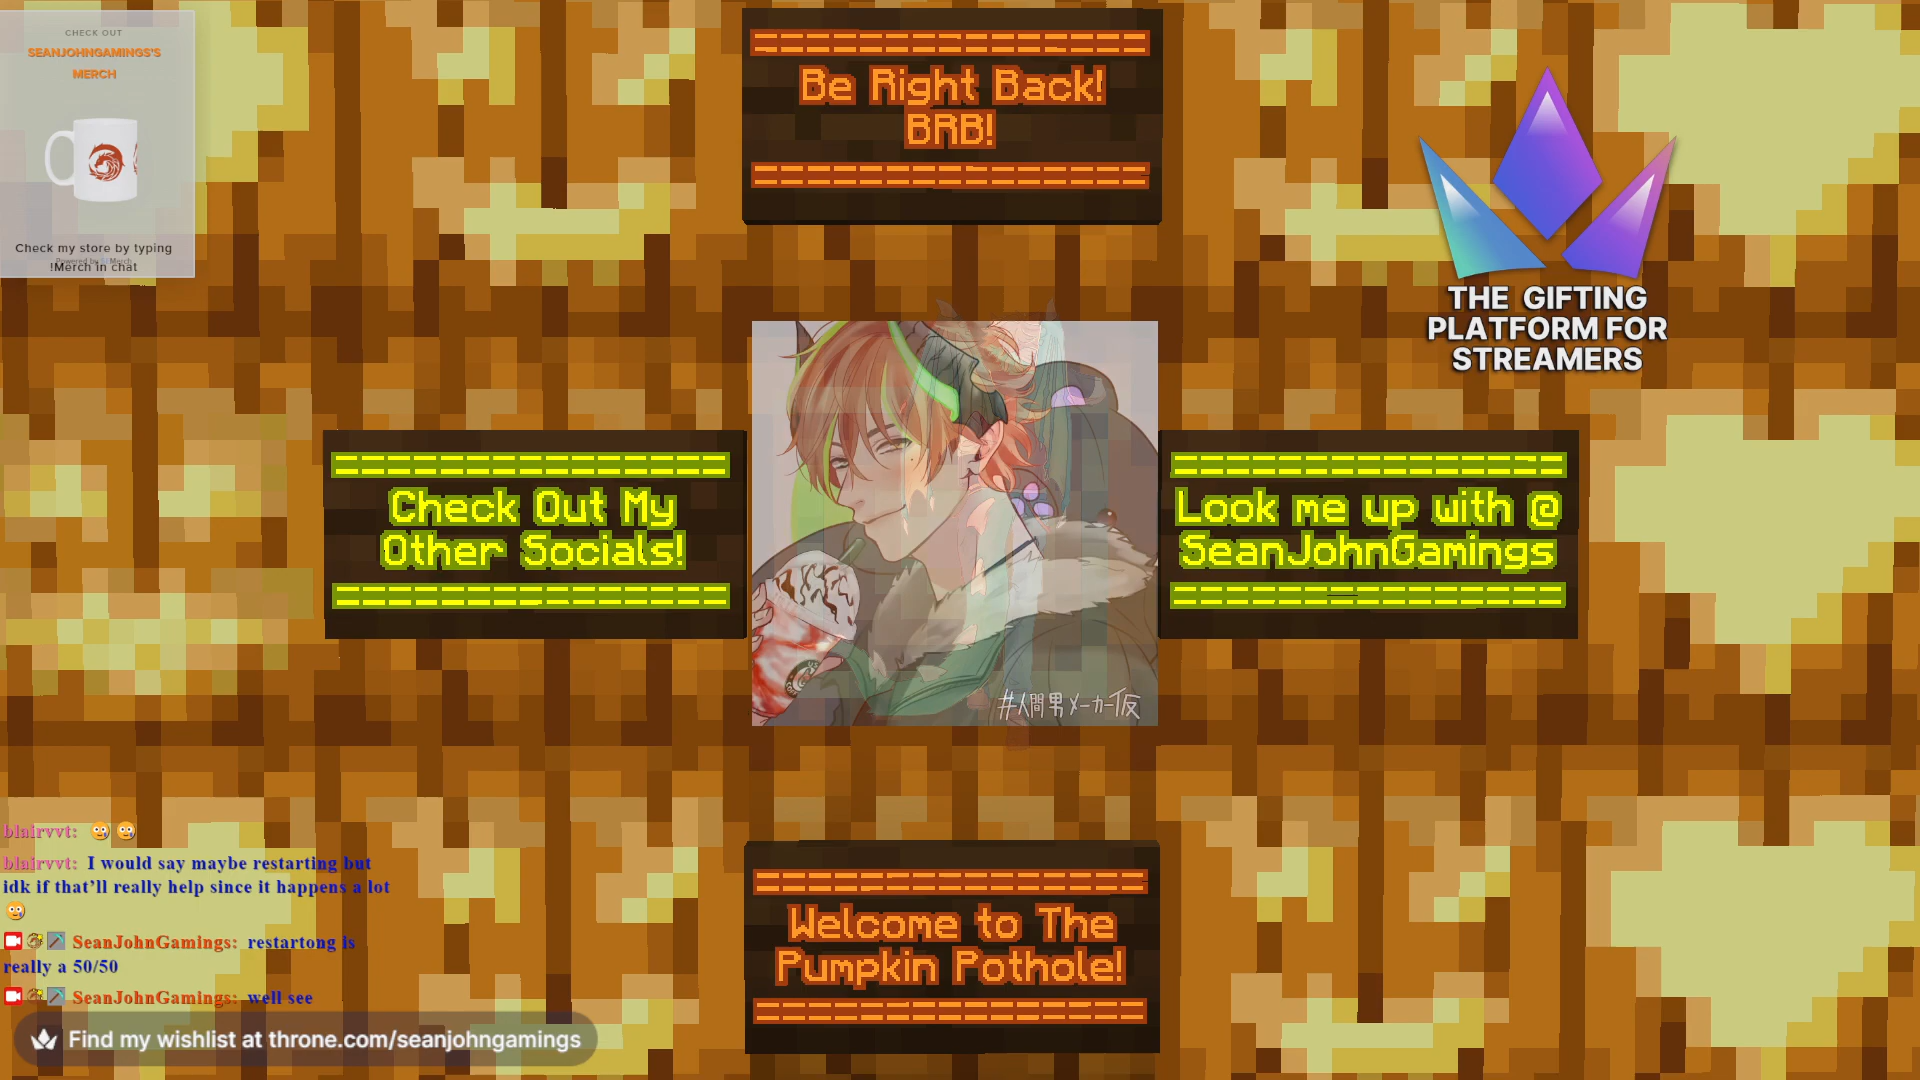 CHECK OUT
SEANJOHNGAMINGS'S
MERCH
Check my store by typing
Powered by SE Merch
!Merch in chat
================
Be Right Back!
BRB!
================
THE GIFTING
PLATFORM FOR
STREAMERS
================
Check Out My
Other Socials!
================
================
Look me up with @
SeanJohnGamings
================
#人間男メーカー仮
blairvvt: 🥲 🥲
blairvvt: I would say maybe restarting but
idk if that'll really help since it happens a lot
🥲
SeanJohnGamings: restartong is
really a 50/50
SeanJohnGamings: well see
Find my wishlist at throne.com/seanjohngamings
================
Welcome to The
Pumpkin Pothole!
================